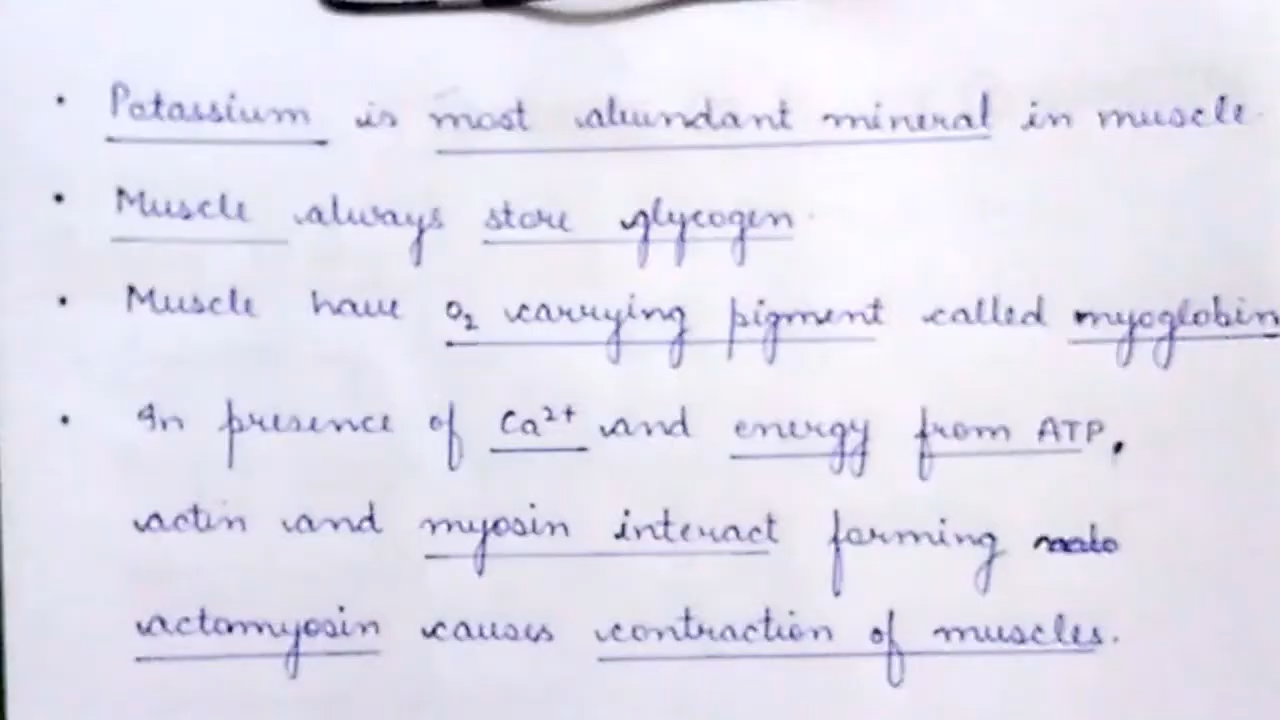 • Potassium is most abundant mineral in muscle.
• Muscle always store glycogen.
• Muscle have O₂ carrying pigment called myoglobin
• In presence of Ca²⁺ and energy from ATP,
actin and myosin interact forming
actomyosin causes contraction of muscles.